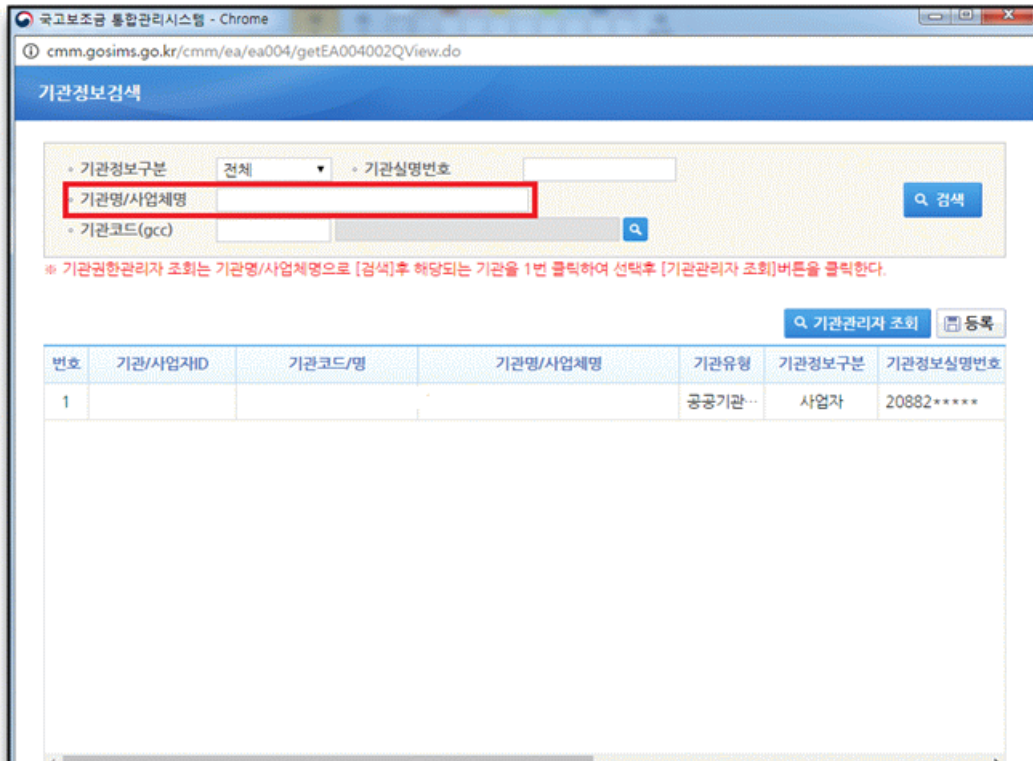 국고보조금 통합관리시스템 - Chrome
cmm.gosims.go.kr/cmm/ea/ea004/getEA004002QView.do
기관정보검색
◦ 기관정보구분 전체 ▼ ◦ 기관실명번호
◦ 기관명/사업체명 검색
◦ 기관코드(gcc)
※ 기관권한관리자 조회는 기관명/사업체명으로 [검색]후 해당되는 기관을 1번 클릭하여 선택후 [기관관리자 조회]버튼을 클릭한다.
기관관리자 조회 등록
번호 기관/사업자ID 기관코드/명 기관명/사업체명 기관유형 기관정보구분 기관정보실명번호
1 공공기관… 사업자 20882*****